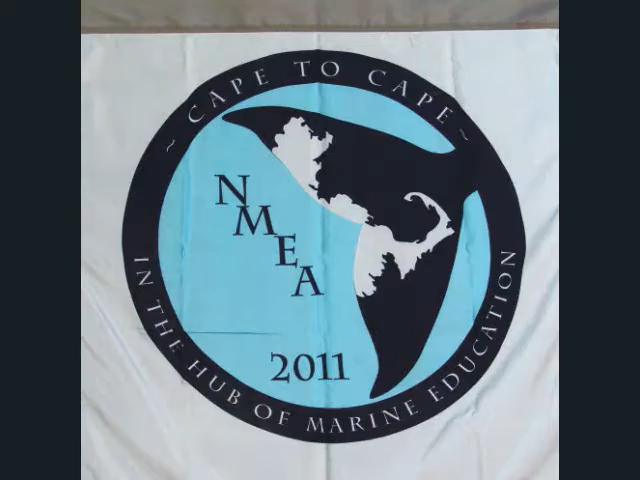 ~ CAPE TO CAPE ~
NMEA
2011
IN THE HUB OF MARINE EDUCATION